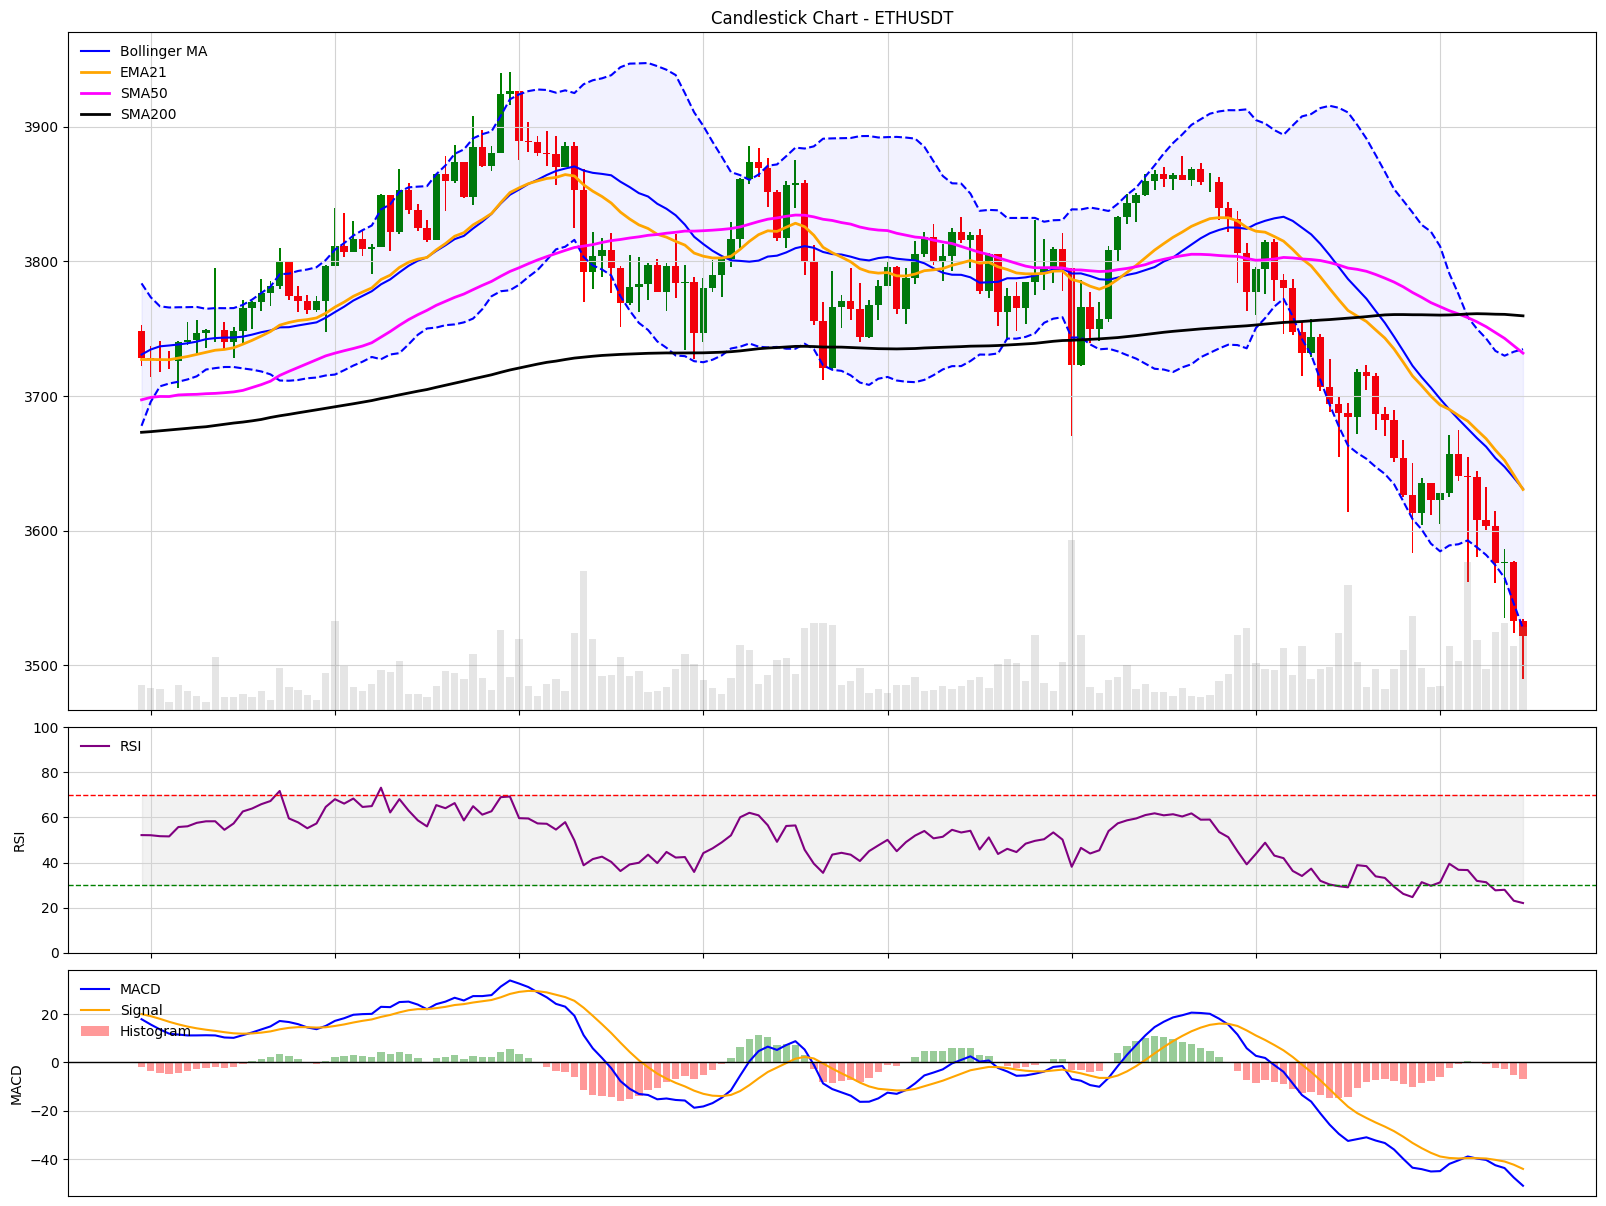 Candlestick Chart - ETHUSDT
Bollinger MA
EMA21
SMA50
SMA200
3900
3800
3700
3600
3500
RSI
100
80
60
40
20
0
RSI
MACD
Signal
Histogram
20
0
−20
−40
MACD